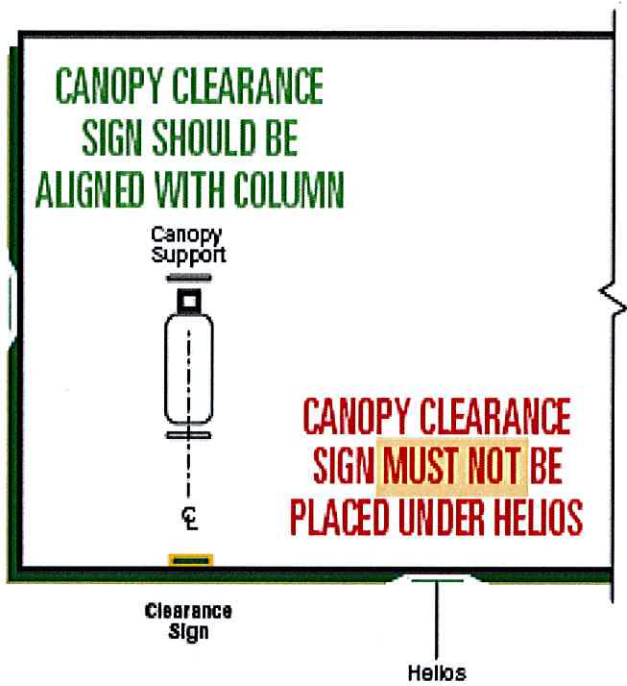 CANOPY CLEARANCE
SIGN SHOULD BE
ALIGNED WITH COLUMN
Canopy
Support
CANOPY CLEARANCE
SIGN MUST NOT BE
PLACED UNDER HELIOS
℄
Clearance
Sign
Helios